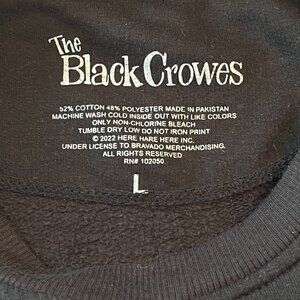 The
Black Crowes
52% COTTON 48% POLYESTER MADE IN PAKISTAN
MACHINE WASH COLD INSIDE OUT WITH LIKE COLORS
ONLY NON-CHLORINE BLEACH
TUMBLE DRY LOW DO NOT IRON PRINT
© 2022 HERE HARE HERE INC.
UNDER LICENSE TO BRAVADO MERCHANDISING.
ALL RIGHTS RESERVED
RN# 102050
L